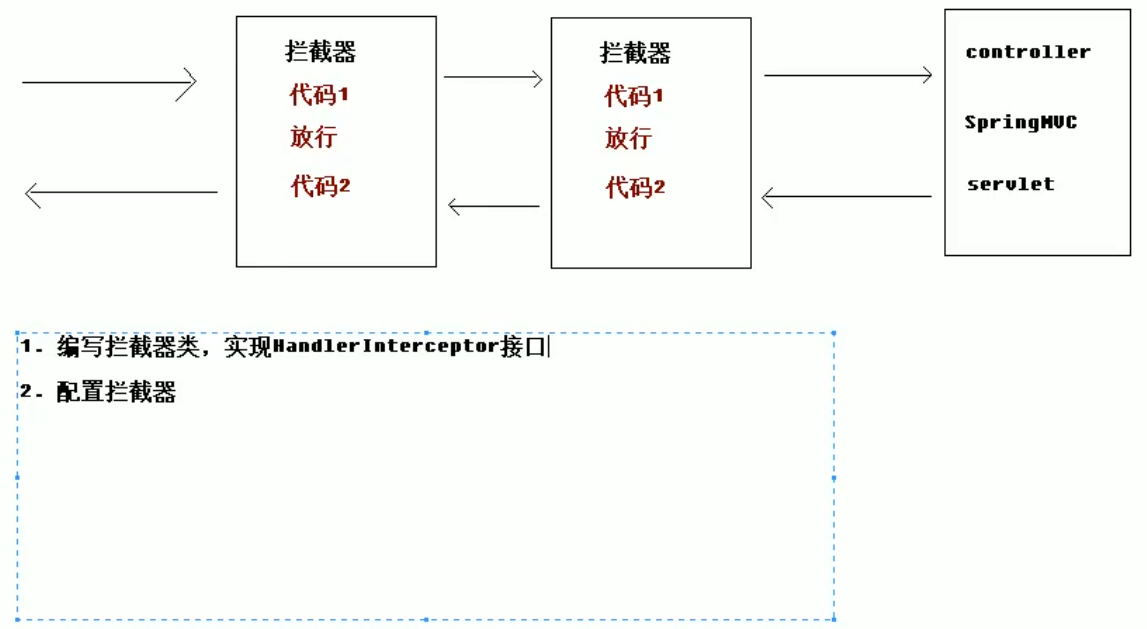 拦截器
代码1
放行
代码2
拦截器
代码1
放行
代码2
controller
SpringMVC
servlet
1. 编写拦截器类，实现HandlerInterceptor接口
2. 配置拦截器